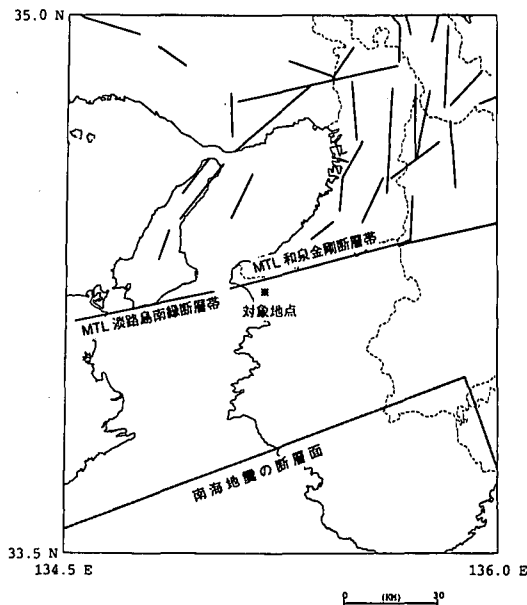 35.0 N
MTL 和泉金剛断層帯
MTL 淡路島南縁断層帯
対象地点
南海地震の断層面
33.5 N
134.5 E
136.0 E
0 (KM) 30